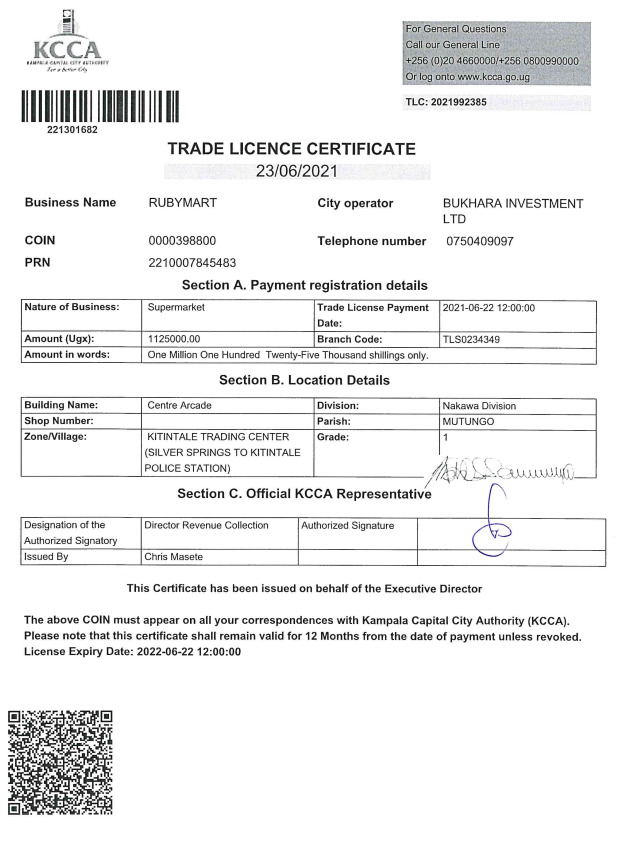 KCCA
KAMPALA CAPITAL CITY AUTHORITY
For a Better City
For General Questions
Call our General Line
+256 (0)20 4660000/+256 0800990000
Or log onto www.kcca.go.ug
TLC: 2021992385
221301682
TRADE LICENCE CERTIFICATE
23/06/2021
Business Name RUBYMART City operator BUKHARA INVESTMENT
LTD
COIN 0000398800 Telephone number 0750409097
PRN 2210007845483
Section A. Payment registration details
Nature of Business: Supermarket Trade License Payment 2021-06-22 12:00:00
Date:
Amount (Ugx): 1125000.00 Branch Code: TLS0234349
Amount in words: One Million One Hundred Twenty-Five Thousand shillings only.
Section B. Location Details
Building Name: Centre Arcade Division: Nakawa Division
Shop Number: Parish: MUTUNGO
Zone/Village: KITINTALE TRADING CENTER Grade: 1
(SILVER SPRINGS TO KITINTALE
POLICE STATION)
Section C. Official KCCA Representative
Designation of the Director Revenue Collection Authorized Signature
Authorized Signatory
Issued By Chris Masete
This Certificate has been issued on behalf of the Executive Director
The above COIN must appear on all your correspondences with Kampala Capital City Authority (KCCA).
Please note that this certificate shall remain valid for 12 Months from the date of payment unless revoked.
License Expiry Date: 2022-06-22 12:00:00